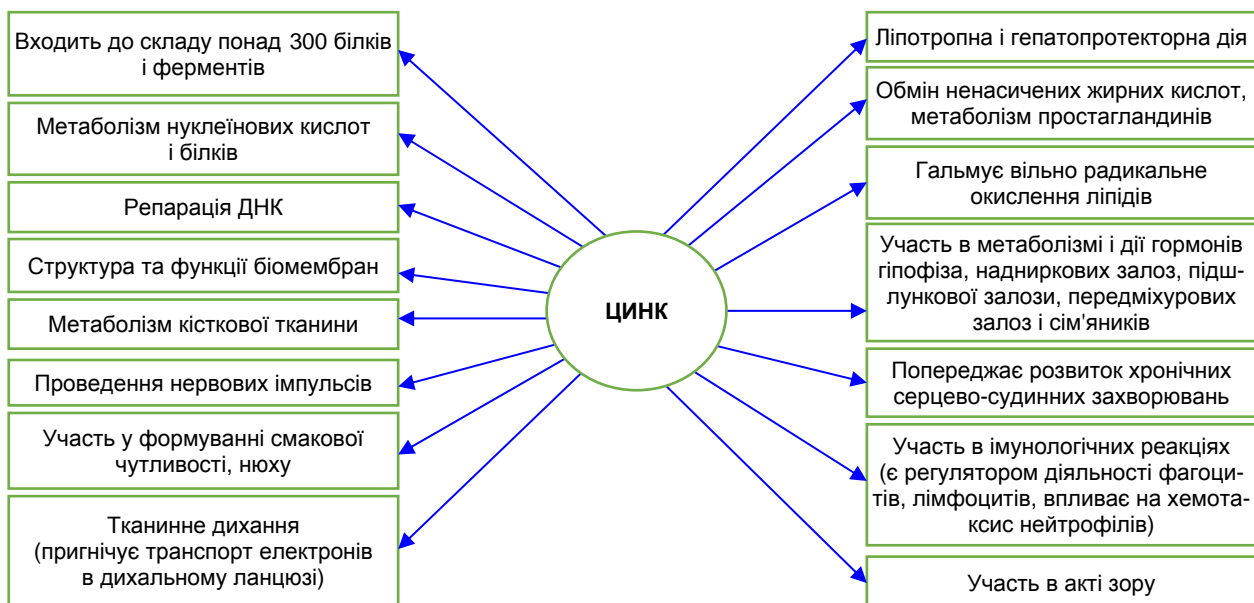 Входить до складу понад 300 білків
і ферментів
Метаболізм нуклеїнових кислот
і білків
Репарація ДНК
Структура та функції біомембран
Метаболізм кісткової тканини
Проведення нервових імпульсів
Участь у формуванні смакової
чутливості, нюху
Тканинне дихання
(пригнічує транспорт електронів
в дихальному ланцюзі)
ЦИНК
Ліпотропна і гепатопротекторна дія
Обмін ненасичених жирних кислот,
метаболізм простагландинів
Гальмує вільно радикальне
окислення ліпідів
Участь в метаболізмі і дії гормонів
гіпофіза, надниркових залоз, підш-
лункової залози, передміхурових
залоз і сім'яників
Попереджає розвиток хронічних
серцево-судинних захворювань
Участь в імунологічних реакціях
(є регулятором діяльності фагоци-
тів, лімфоцитів, впливає на хемота-
ксис нейтрофілів)
Участь в акті зору